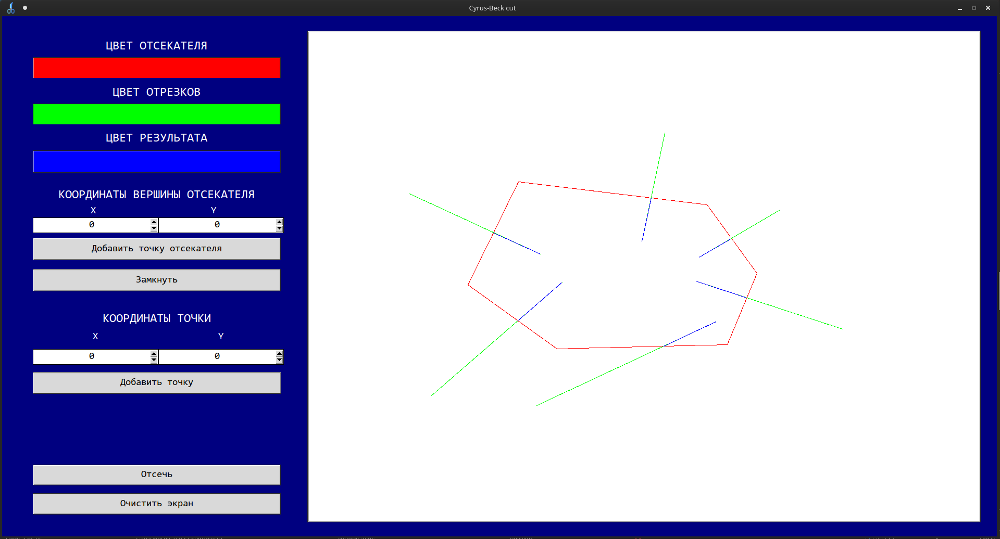 Cyrus-Beck cut
ЦВЕТ ОТСЕКАТЕЛЯ
ЦВЕТ ОТРЕЗКОВ
ЦВЕТ РЕЗУЛЬТАТА
КООРДИНАТЫ ВЕРШИНЫ ОТСЕКАТЕЛЯ
X Y
0 0
Добавить точку отсекателя
Замкнуть
КООРДИНАТЫ ТОЧКИ
X Y
0 0
Добавить точку
Отсечь
Очистить экран